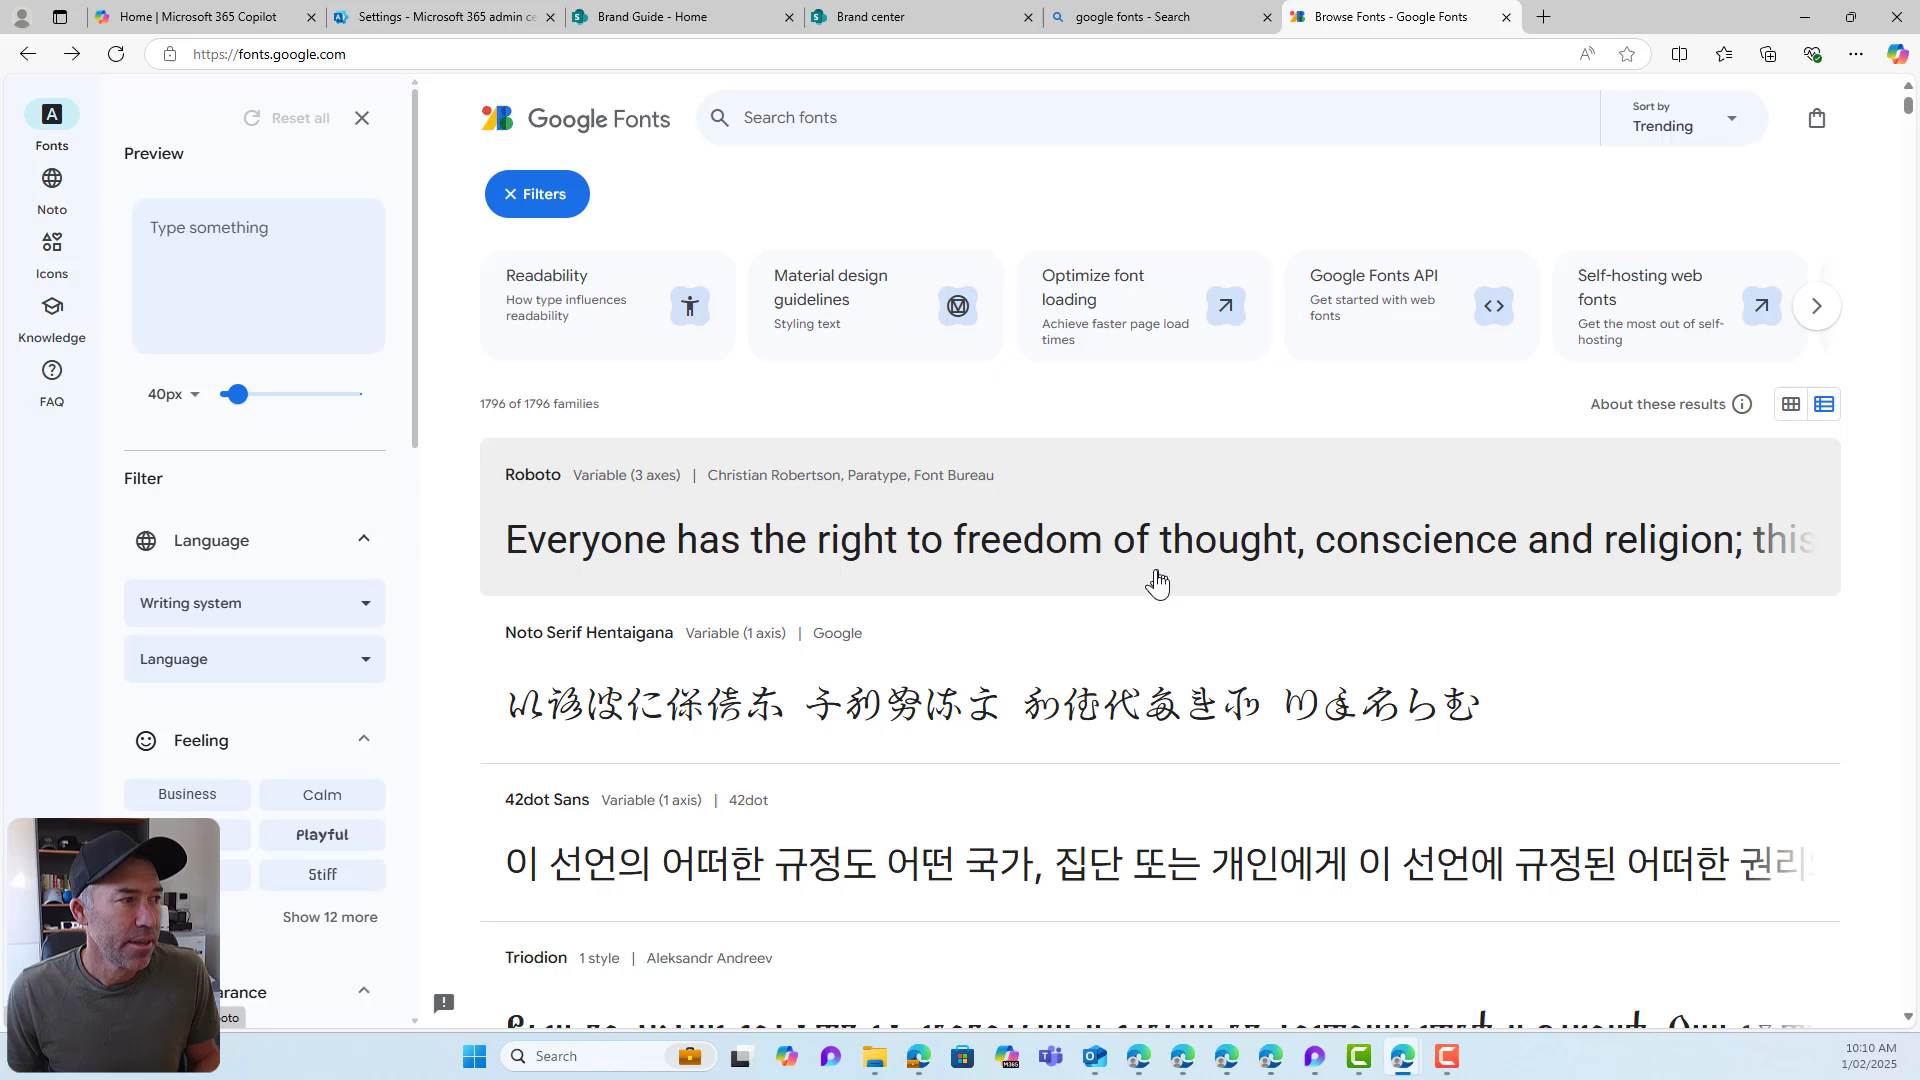 Home | Microsoft 365 Copilot
Settings - Microsoft 365 admin ce
Brand Guide - Home
Brand center
google fonts - Search
Browse Fonts - Google Fonts
https://fonts.google.com
A
Fonts
Noto
Icons
Knowledge
FAQ
Reset all
Preview
Type something
40px
Filter
Language
Writing system
Language
Feeling
Business
Calm
Playful
Stiff
Show 12 more
Google Fonts
Search fonts
Sort by
Trending
Filters
Readability
How type influences
readability
Material design
guidelines
Styling text
Optimize font
loading
Achieve faster page load
times
Google Fonts API
Get started with web
fonts
Self-hosting web
fonts
Get the most out of self-
hosting
1796 of 1796 families
About these results
Roboto Variable (3 axes) | Christian Robertson, Paratype, Font Bureau
Everyone has the right to freedom of thought, conscience and religion; this
Noto Serif Hentaigana Variable (1 axis) | Google
42dot Sans Variable (1 axis) | 42dot
이 선언의 어떠한 규정도 어떤 국가, 집단 또는 개인에게 이 선언에 규정된 어떠한 권리
Triodion 1 style | Aleksandr Andreev
Search
10:10 AM
1/02/2025